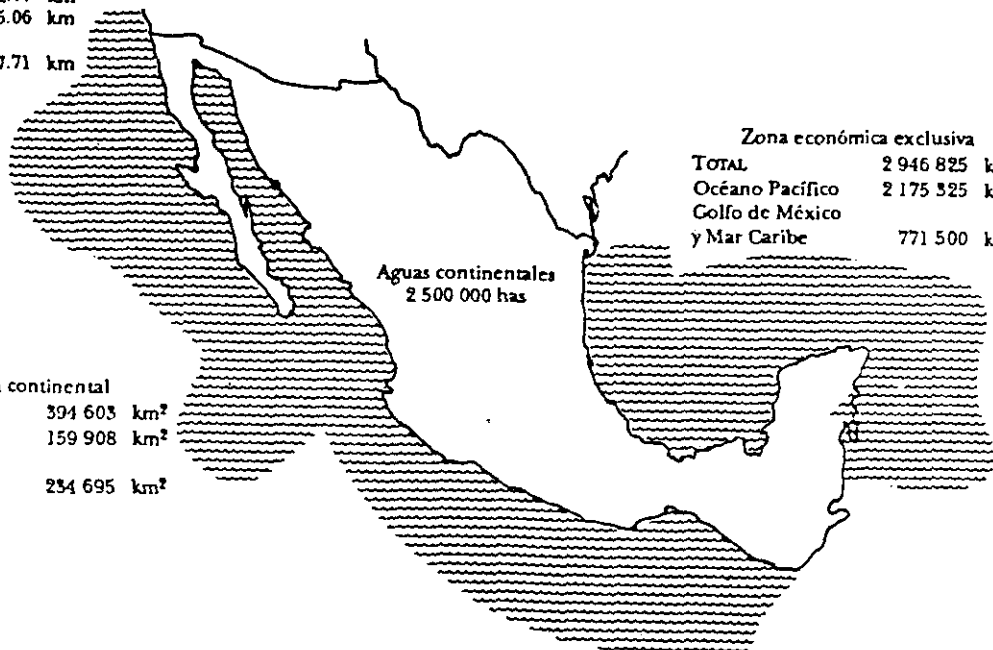 5.06 km
7.71 km
Zona económica exclusiva
TOTAL 2 946 825 k
Océano Pacífico 2 175 325 k
Golfo de México
y Mar Caribe 771 500 k
Aguas continentales
2 500 000 has
continental
394 603 km²
159 908 km²
234 695 km²